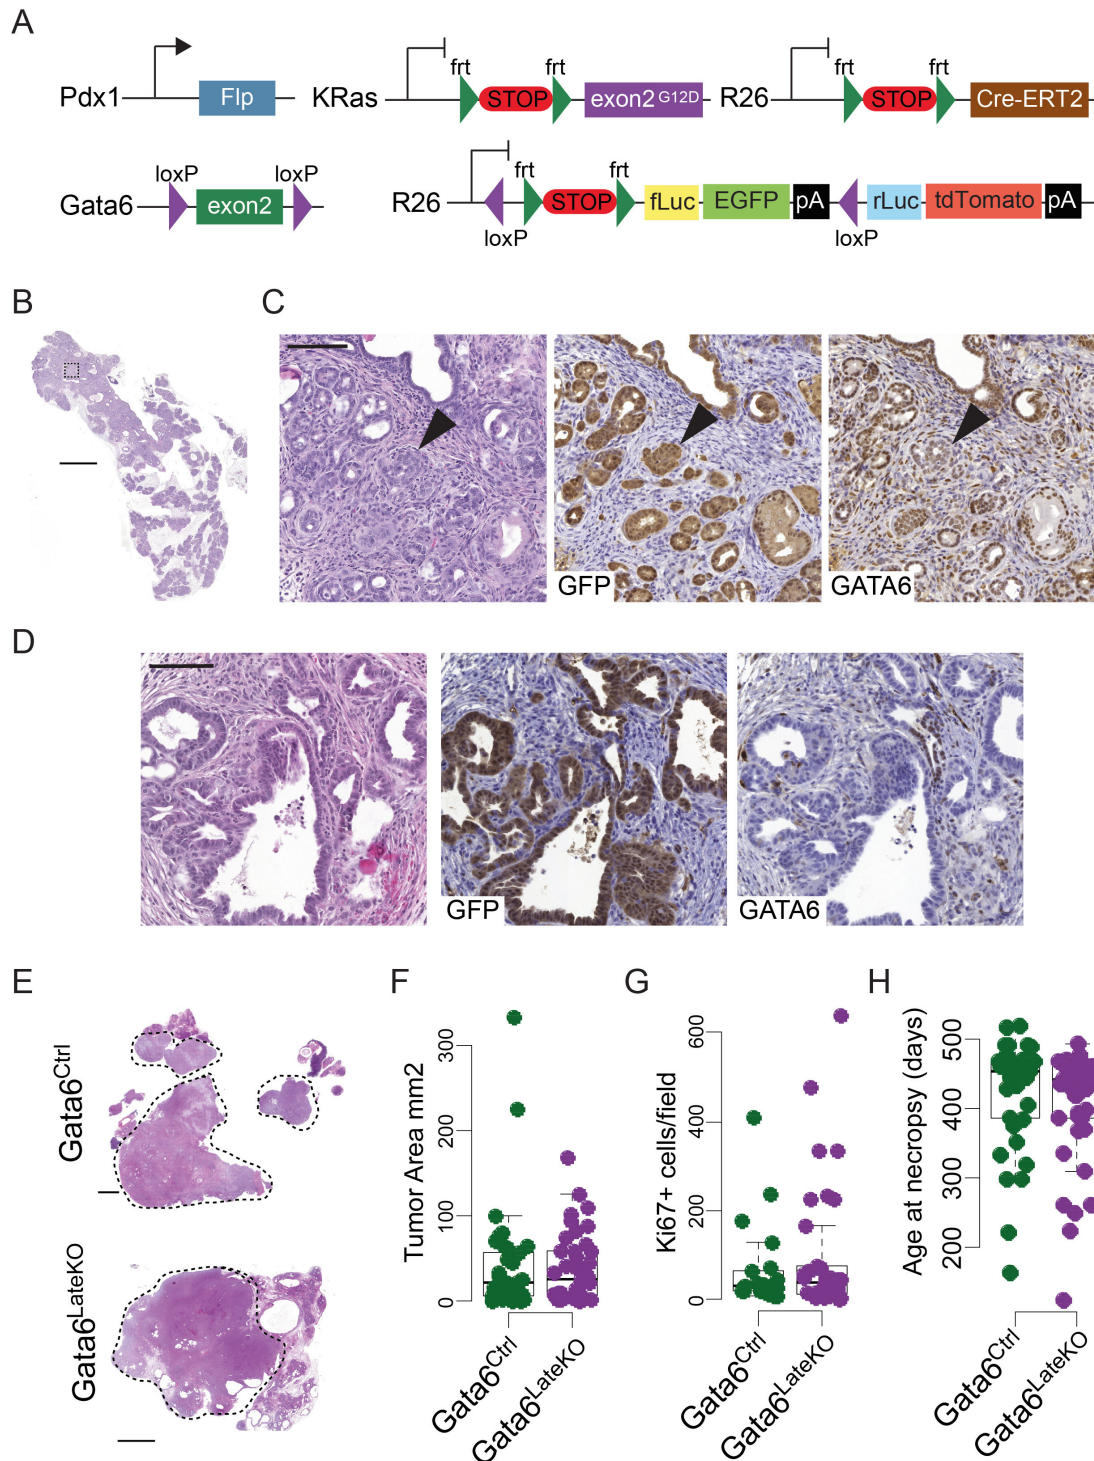 A
Pdx1 Flp KRas frt STOP frt exon2 G12D R26 frt STOP frt Cre-ERT2
Gata6 loxP exon2 loxP R26 loxP frt STOP frt fLuc EGFP pA loxP rLuc tdTomato pA
B
C
GFP
GATA6
D
GFP
GATA6
E
Gata6Ctrl
Gata6LateKO
F
Tumor Area mm2
300
200
100
0
Gata6Ctrl
Gata6LateKO
G
Ki67+ cells/field
600
400
200
0
Gata6Ctrl
Gata6LateKO
H
Age at necropsy (days)
500
400
300
200
Gata6Ctrl
Gata6LateKO